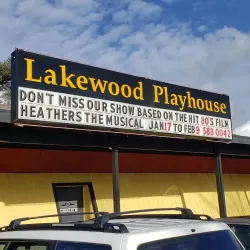 Lakewood Playhouse
DON'T MISS OUR SHOW BASED ON THE HIT 80'S FILM
HEATHERS THE MUSICAL JAN17 TO FEB9 588 0042